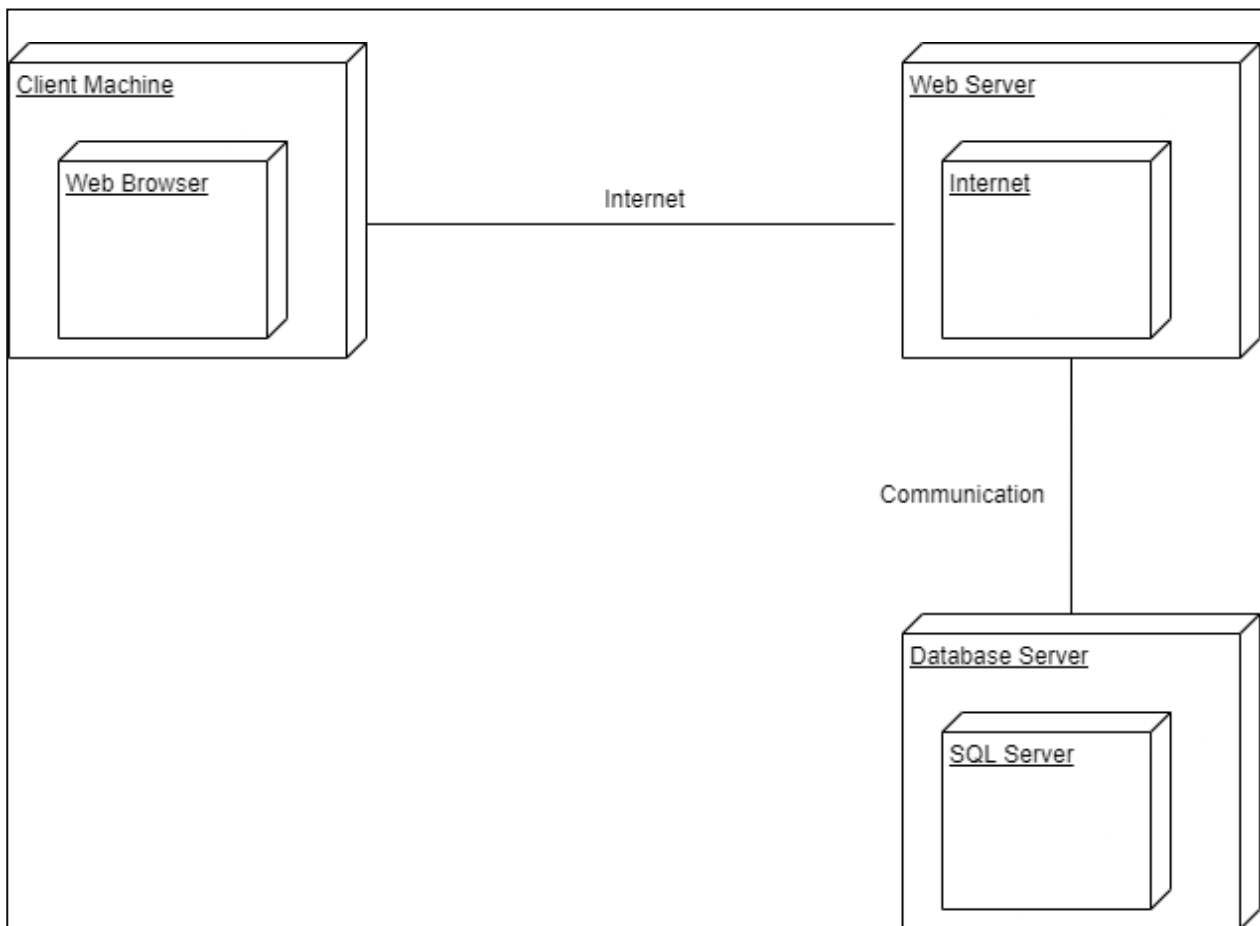 Client Machine
Web Server
Web Browser
Internet
Internet
Communication
Database Server
SQL Server